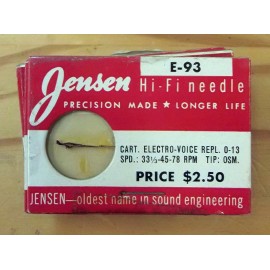 E-93
Jensen Hi-Fi needle
PRECISION MADE ★ LONGER LIFE
CART. ELECTRO-VOICE REPL. D-13
SPD.: 33⅓-45-78 RPM TIP: OSM.
PRICE $2.50
JENSEN—oldest name in sound engineering